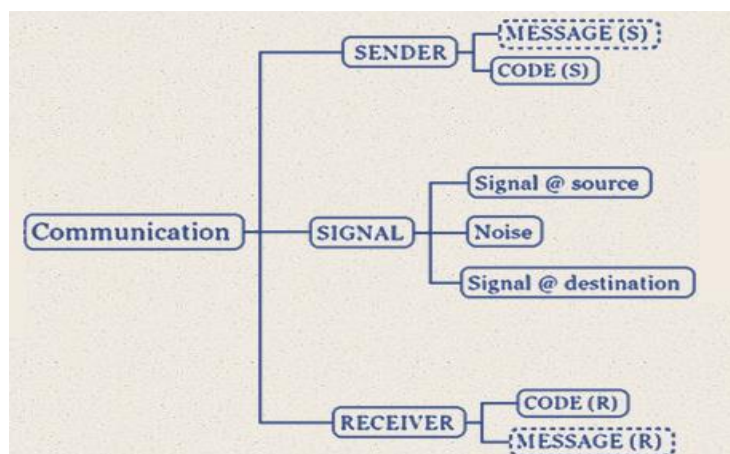 MESSAGE (S)
SENDER
CODE (S)
Signal @ source
Communication
SIGNAL
Noise
Signal @ destination
CODE (R)
RECEIVER
MESSAGE (R)